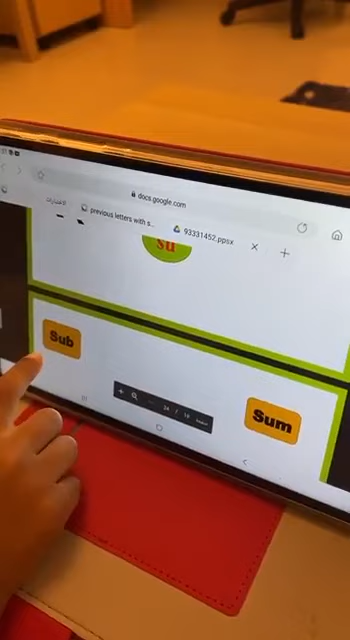 docs.google.com
previous letters with s...
93331452.ppsx
su
Sub
Sum